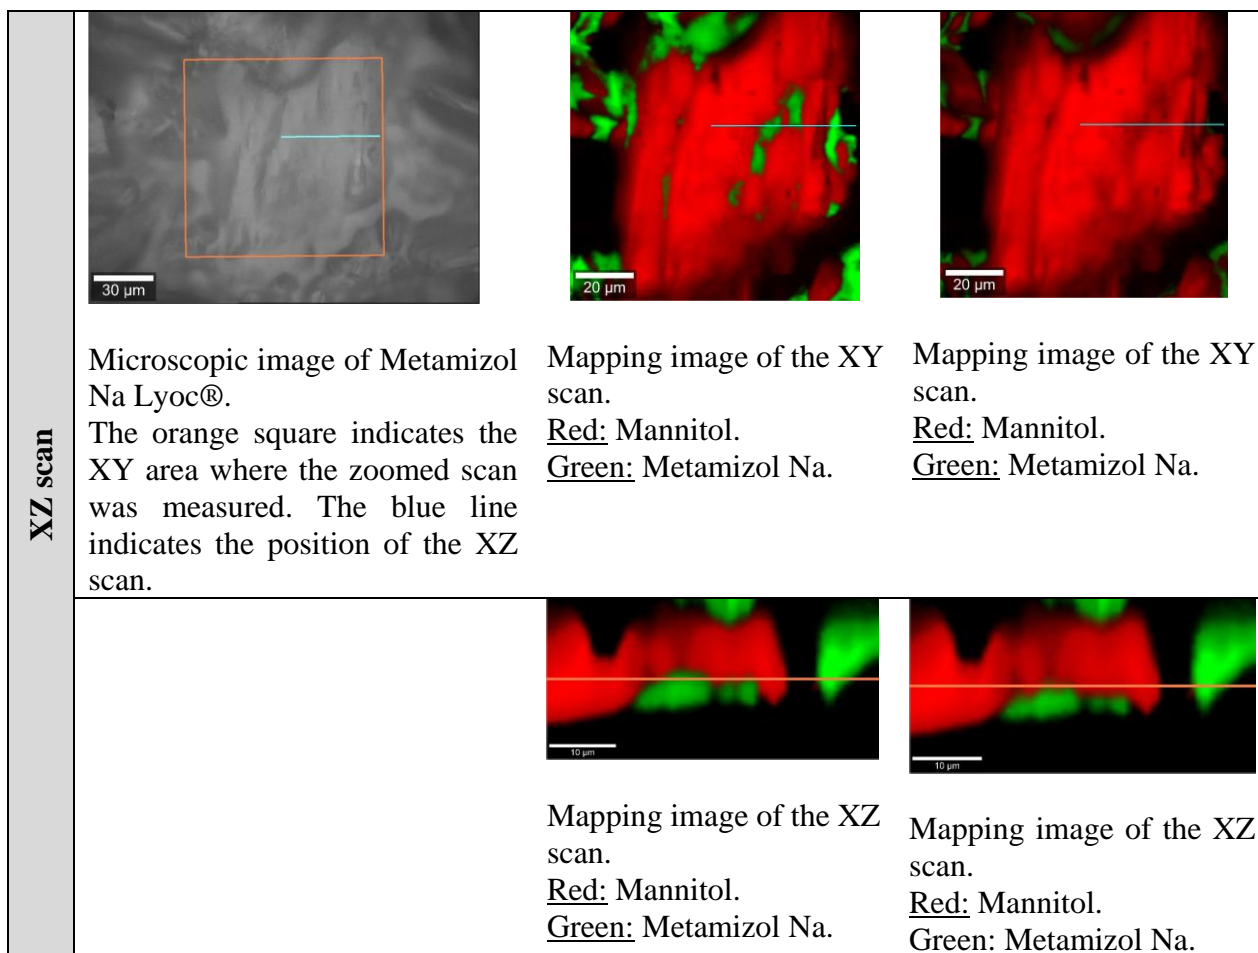 XZ scan
30 µm
20 µm
20 µm
Microscopic image of Metamizol
Na Lyoc®.
The orange square indicates the
XY area where the zoomed scan
was measured. The blue line
indicates the position of the XZ
scan.
Mapping image of the XY
scan.
Red: Mannitol.
Green: Metamizol Na.
Mapping image of the XY
scan.
Red: Mannitol.
Green: Metamizol Na.
10 µm
10 µm
Mapping image of the XZ
scan.
Red: Mannitol.
Green: Metamizol Na.
Mapping image of the XZ
scan.
Red: Mannitol.
Green: Metamizol Na.